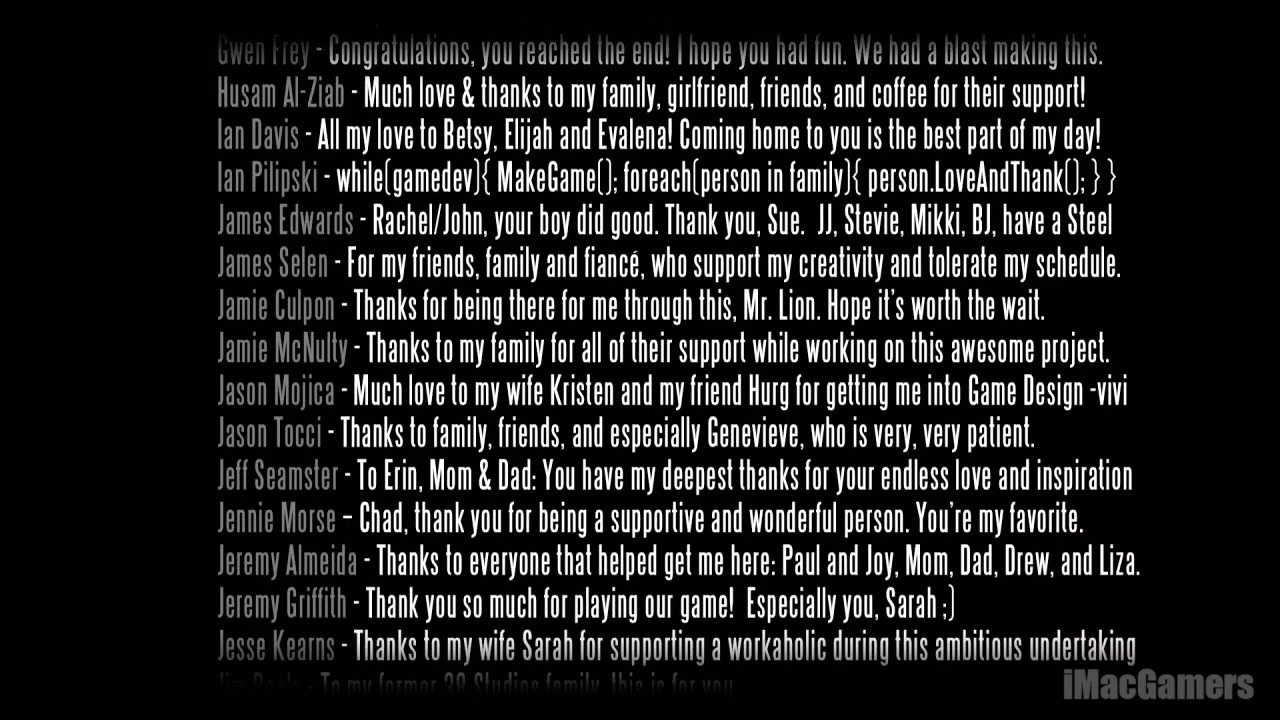 Gwen Frey - Congratulations, you reached the end! I hope you had fun. We had a blast making this.
Husam Al-Ziab - Much love & thanks to my family, girlfriend, friends, and coffee for their support!
Ian Davis - All my love to Betsy, Elijah and Evalena! Coming home to you is the best part of my day!
Ian Pilipski - while(gamedev){ MakeGame(); foreach(person in family){ person.LoveAndThank(); } }
James Edwards - Rachel/John, your boy did good. Thank you, Sue.  JJ, Stevie, Mikki, BJ, have a Steel
James Selen - For my friends, family and fiancé, who support my creativity and tolerate my schedule.
Jamie Culpon - Thanks for being there for me through this, Mr. Lion. Hope it's worth the wait.
Jamie McNulty - Thanks to my family for all of their support while working on this awesome project.
Jason Mojica - Much love to my wife Kristen and my friend Hurg for getting me into Game Design -vivi
Jason Tocci - Thanks to family, friends, and especially Genevieve, who is very, very patient.
Jeff Seamster - To Erin, Mom & Dad: You have my deepest thanks for your endless love and inspiration
Jennie Morse – Chad, thank you for being a supportive and wonderful person. You're my favorite.
Jeremy Almeida - Thanks to everyone that helped get me here: Paul and Joy, Mom, Dad, Drew, and Liza.
Jeremy Griffith - Thank you so much for playing our game!  Especially you, Sarah ;)
Jesse Kearns - Thanks to my wife Sarah for supporting a workaholic during this ambitious undertaking
- To my former 38 Studios family, this is for you
iMacGamers